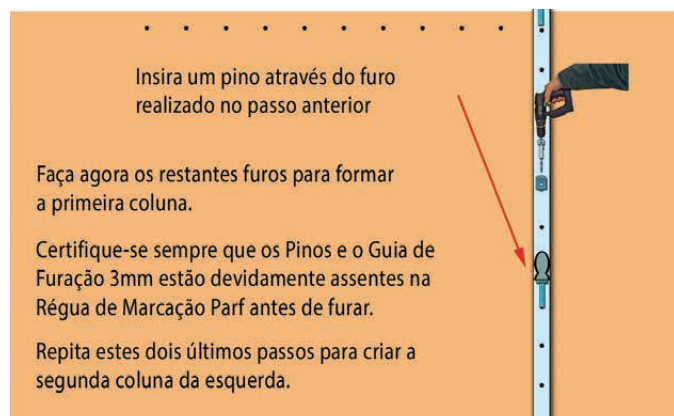 Insira um pino através do furo
realizado no passo anterior
Faça agora os restantes furos para formar
a primeira coluna.
Certifique-se sempre que os Pinos e o Guia de
Furação 3mm estão devidamente assentes na
Régua de Marcação Parf antes de furar.
Repita estes dois últimos passos para criar a
segunda coluna da esquerda.